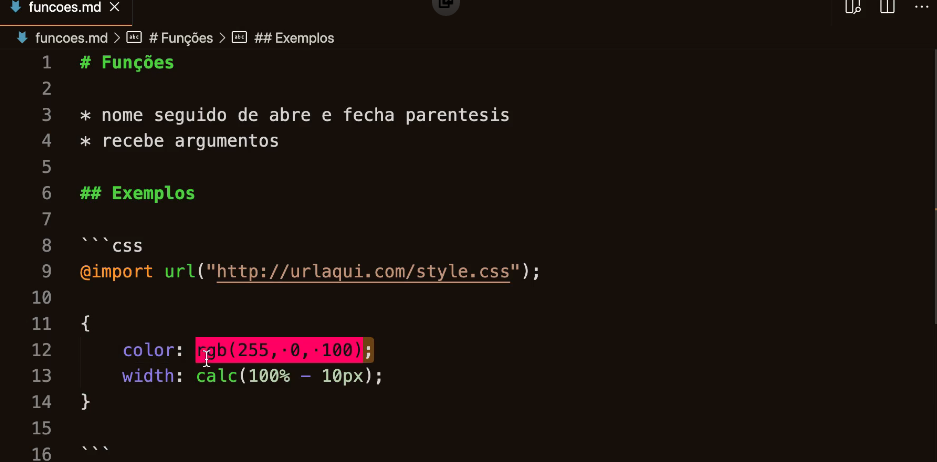 funcoes.md
funcoes.md > # Funções > ## Exemplos
1 # Funções
2
3 * nome seguido de abre e fecha parentesis
4 * recebe argumentos
5
6 ## Exemplos
7
8 ```css
9 @import url("http://urlaqui.com/style.css");
10
11 {
12 color: rgb(255, 0, 100);
13 width: calc(100% - 10px);
14 }
15
16 ```